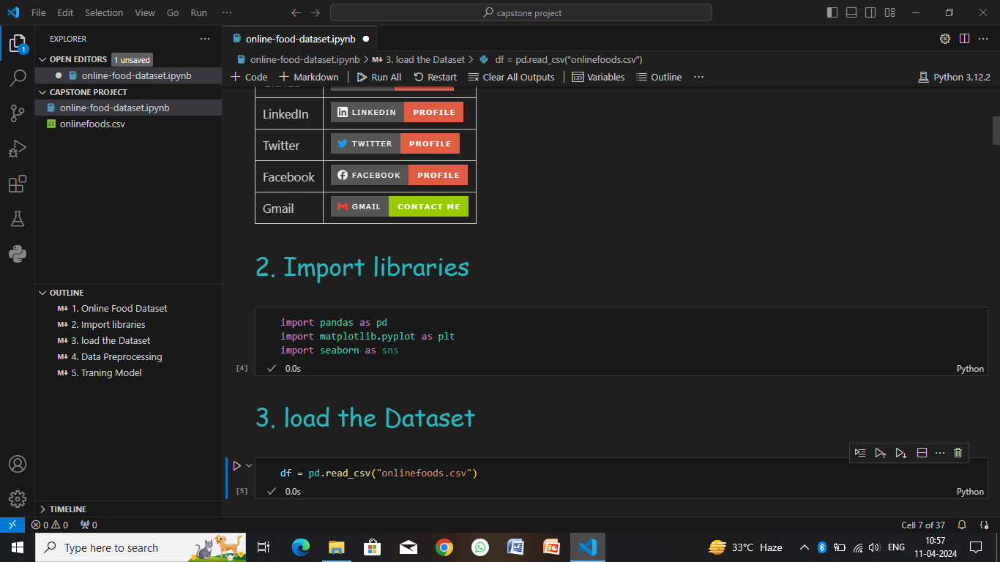 File Edit Selection View Go Run ··· capstone project
EXPLORER ···
OPEN EDITORS 1 unsaved
online-food-dataset.ipynb
CAPSTONE PROJECT
online-food-dataset.ipynb
onlinefoods.csv
OUTLINE
M↓ 1. Online Food Dataset
M↓ 2. Import libraries
M↓ 3. load the Dataset
M↓ 4. Data Preprocessing
M↓ 5. Traning Model
TIMELINE
online-food-dataset.ipynb
online-food-dataset.ipynb > M↓ 3. load the Dataset > df = pd.read_csv("onlinefoods.csv")
+ Code + Markdown Run All Restart Clear All Outputs Variables Outline ··· Python 3.12.2
LinkedIn LINKEDIN PROFILE
Twitter TWITTER PROFILE
Facebook FACEBOOK PROFILE
Gmail GMAIL CONTACT ME
2. Import libraries
import pandas as pd
import matplotlib.pyplot as plt
import seaborn as sns
[4] 0.0s Python
3. load the Dataset
df = pd.read_csv("onlinefoods.csv")
[5] 0.0s Python
0 0 0 Cell 7 of 37
Type here to search 33°C Haze ENG 10:57
11-04-2024